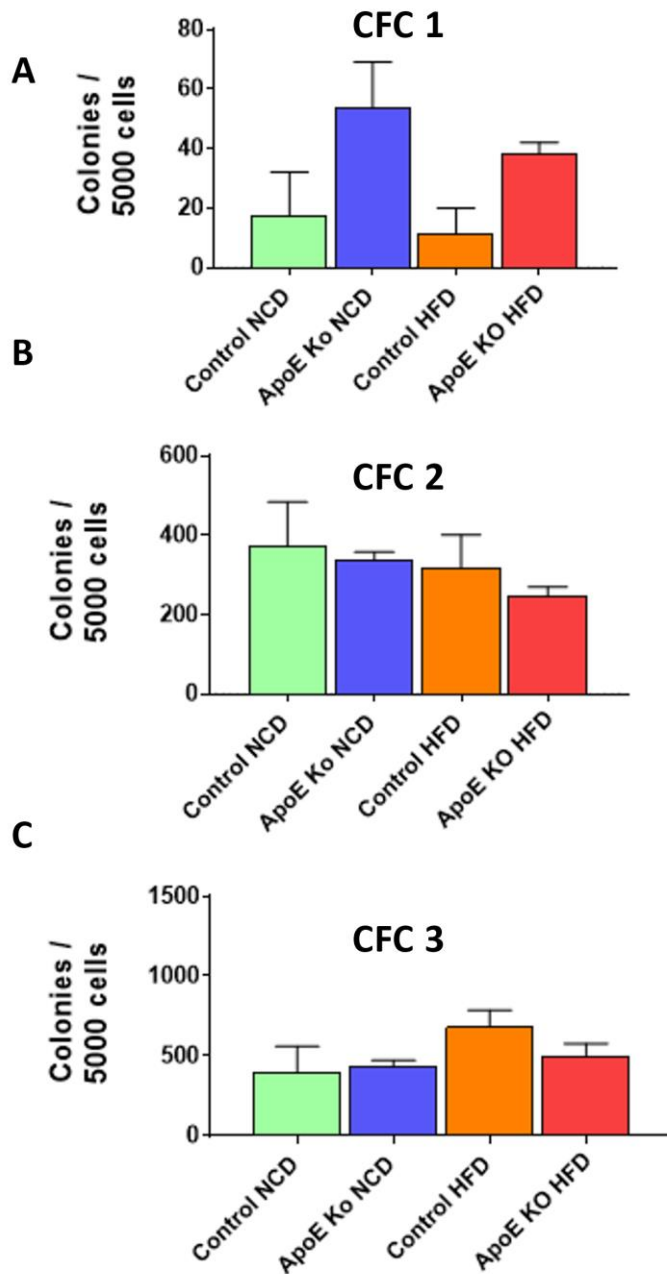 CFC 1
A
Colonies /
5000 cells
80
60
40
20
0
Control NCD
ApoE Ko NCD
Control HFD
ApoE KO HFD
B
CFC 2
Colonies /
5000 cells
600
400
200
0
Control NCD
ApoE Ko NCD
Control HFD
ApoE KO HFD
C
CFC 3
Colonies /
5000 cells
1500
1000
500
0
Control NCD
ApoE Ko NCD
Control HFD
ApoE KO HFD